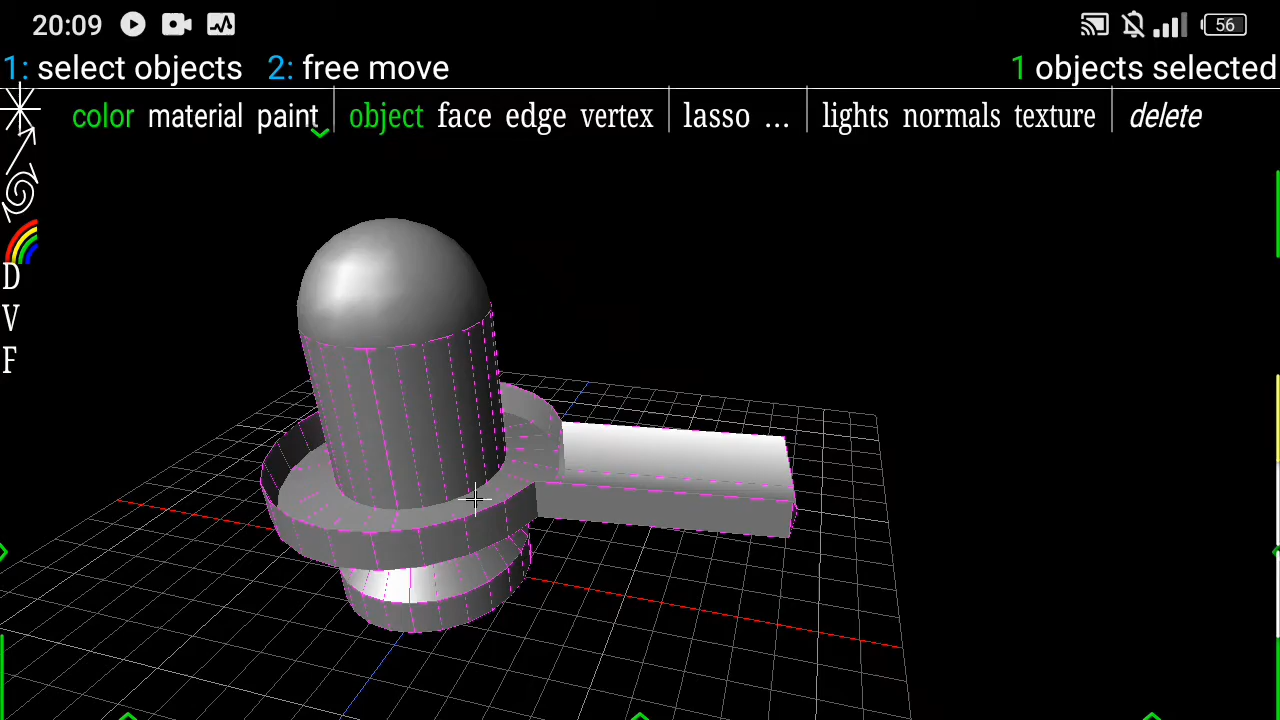 20:09 56
1: select objects 2: free move 1 objects selected
color material paint object face edge vertex lasso ... lights normals texture delete
D
V
F